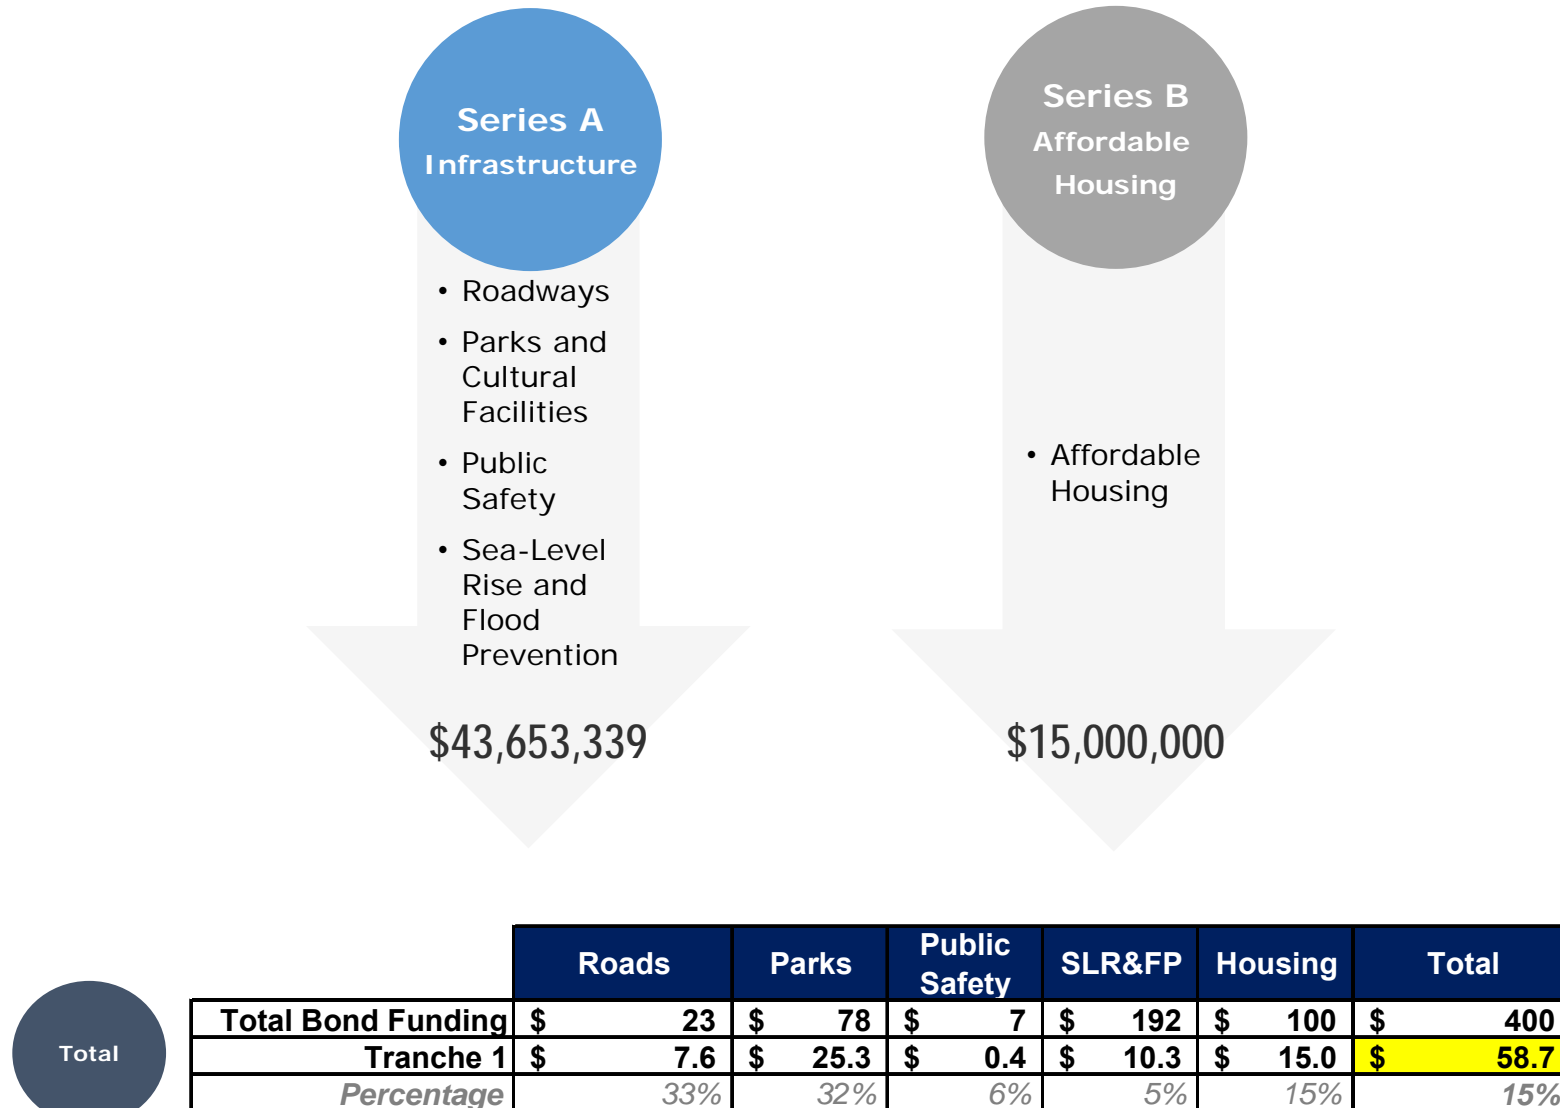 Series A
Infrastructure
• Roadways
• Parks and
Cultural
Facilities
• Public
Safety
• Sea-Level
Rise and
Flood
Prevention
$43,653,339
Series B
Affordable
Housing
• Affordable
Housing
$15,000,000
Total
Roads Parks Public Safety SLR&FP Housing Total
Total Bond Funding $ 23 $ 78 $ 7 $ 192 $ 100 $ 400
Tranche 1 $ 7.6 $ 25.3 $ 0.4 $ 10.3 $ 15.0 $ 58.7
Percentage 33% 32% 6% 5% 15% 15%